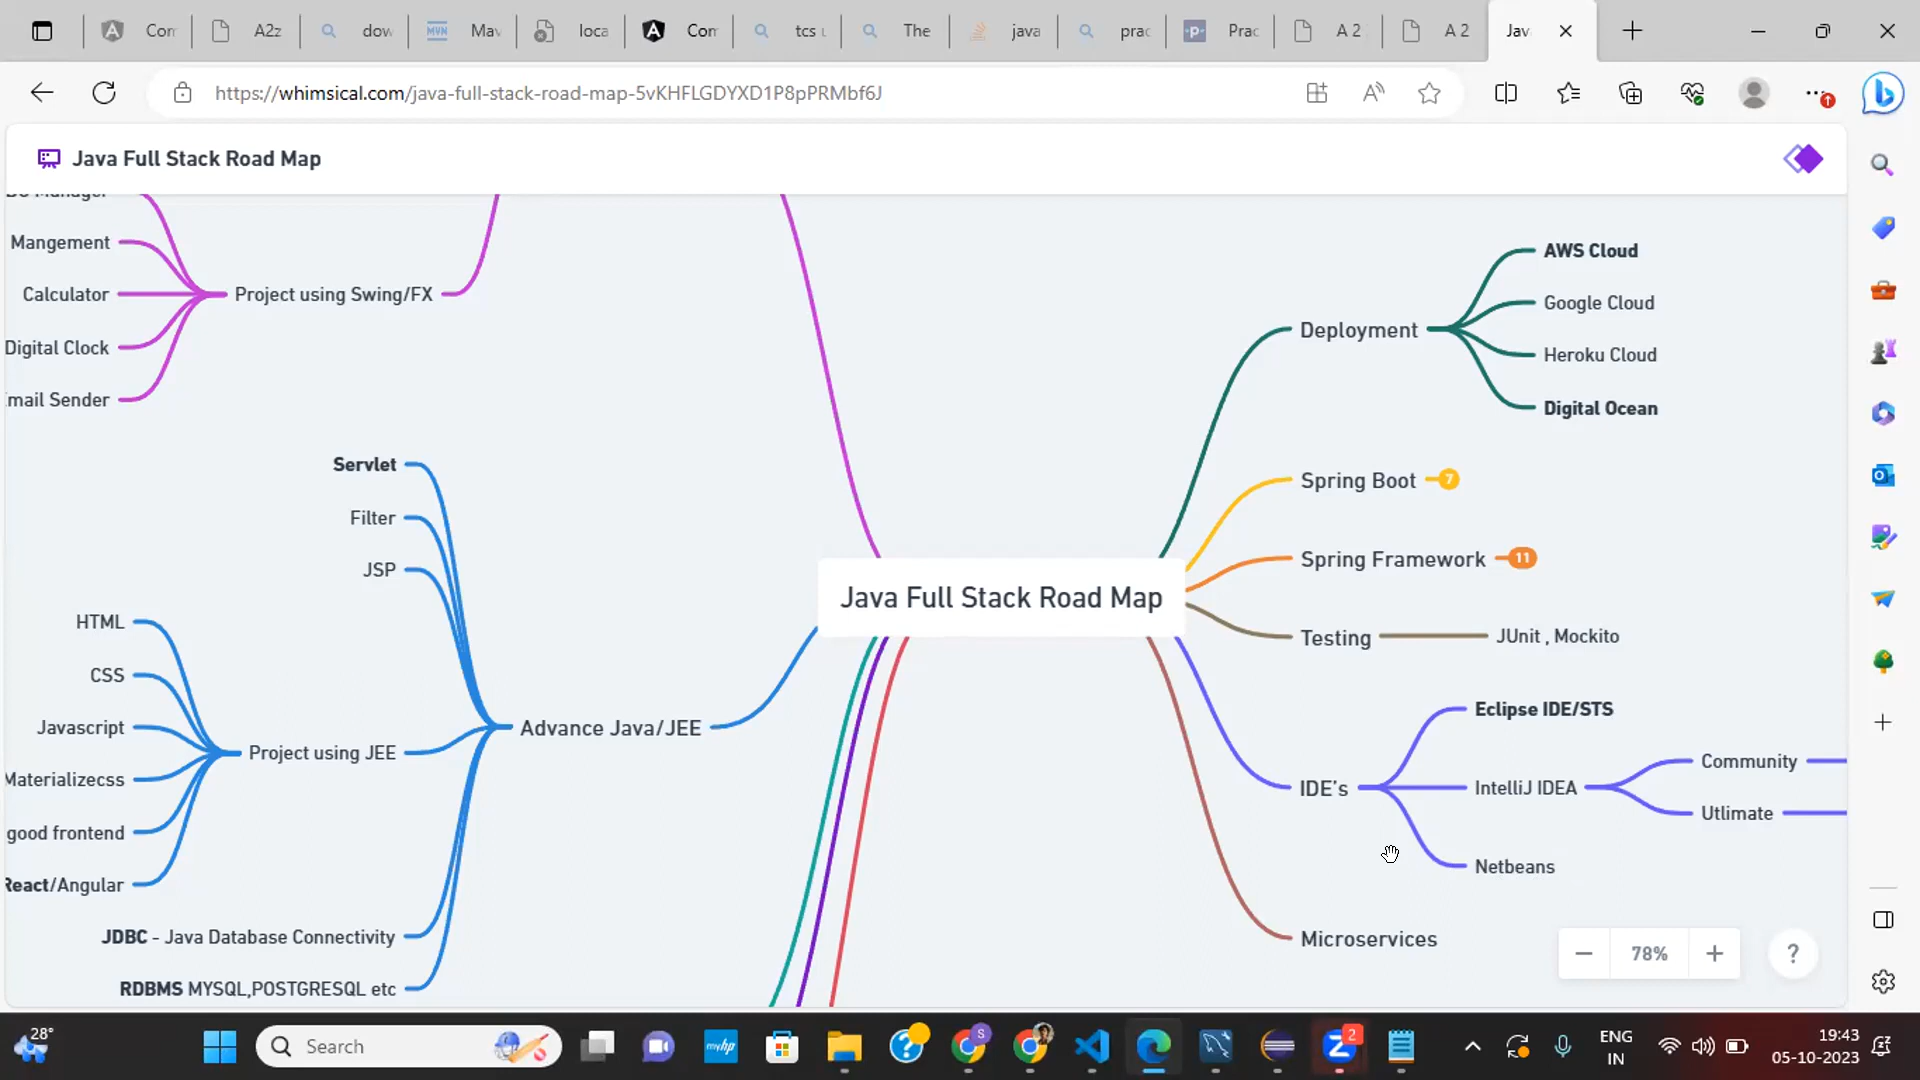 Con
A2z
dow
MVN
Mav
loca
Con
tcs u
The
java
prac
Prac
A 2
A 2
Jav
https://whimsical.com/java-full-stack-road-map-5vKHFLGDYXD1P8pPRMbf6J
Java Full Stack Road Map
Mangement
Calculator
Digital Clock
mail Sender
Project using Swing/FX
Deployment
AWS Cloud
Google Cloud
Heroku Cloud
Digital Ocean
Spring Boot 7
Spring Framework 11
Testing JUnit , Mockito
Java Full Stack Road Map
Servlet
Filter
JSP
HTML
CSS
Javascript
Materializecss
good frontend
React/Angular
Project using JEE
Advance Java/JEE
JDBC - Java Database Connectivity
RDBMS MYSQL,POSTGRESQL etc
IDE's
Eclipse IDE/STS
IntelliJ IDEA
Community
Utlimate
Netbeans
Microservices
78%
?
28°
Search
myhp
S
2
ENG
IN
19:43
05-10-2023